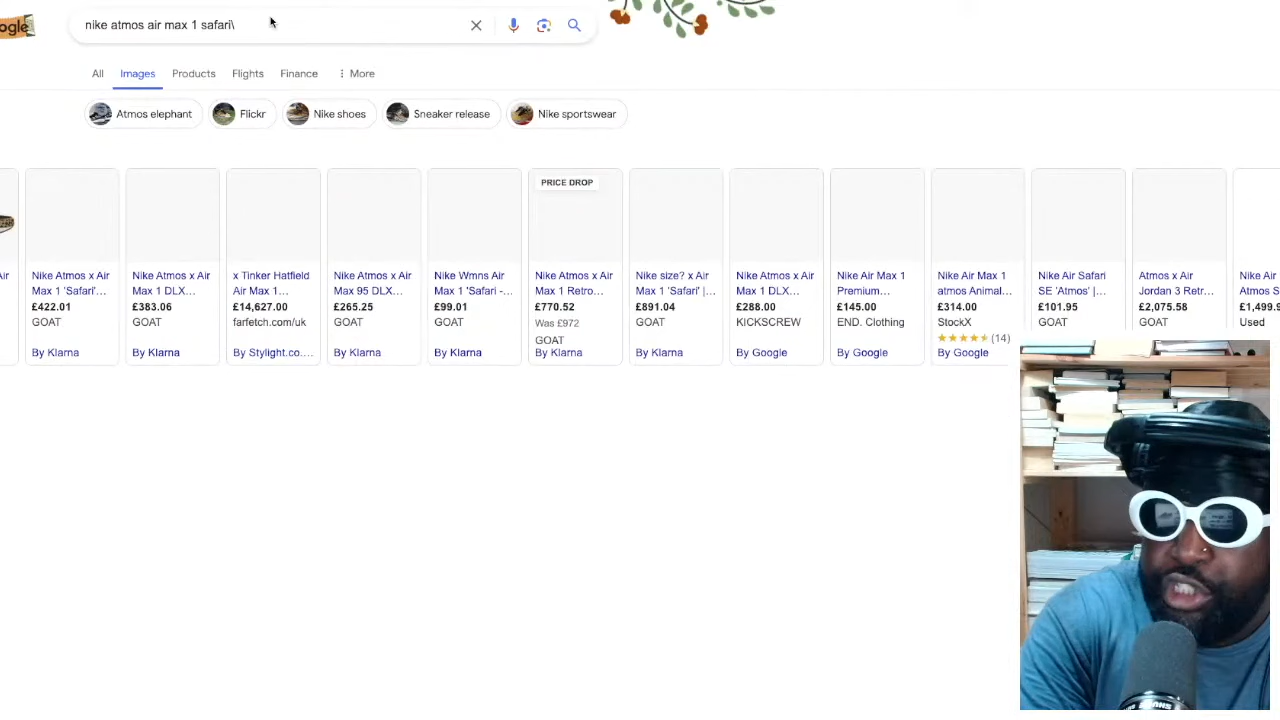 ogle
nike atmos air max 1 safari\
All Images Products Flights Finance More
Atmos elephant Flickr Nike shoes Sneaker release Nike sportswear
Air
Nike Atmos x Air
Max 1 'Safari'...
£422.01
GOAT
By Klarna
Nike Atmos x Air
Max 1 DLX...
£383.06
GOAT
By Klarna
x Tinker Hatfield
Air Max 1...
£14,627.00
farfetch.com/uk
By Stylight.co....
Nike Atmos x Air
Max 95 DLX...
£265.25
GOAT
By Klarna
Nike Wmns Air
Max 1 'Safari -...
£99.01
GOAT
By Klarna
PRICE DROP
Nike Atmos x Air
Max 1 Retro...
£770.52
Was £972
GOAT
By Klarna
Nike size? x Air
Max 1 'Safari' |...
£891.04
GOAT
By Klarna
Nike Atmos x Air
Max 1 DLX...
£288.00
KICKSCREW
By Google
Nike Air Max 1
Premium...
£145.00
END. Clothing
By Google
Nike Air Max 1
atmos Animal...
£314.00
StockX
(14)
By Google
Nike Air Safari
SE 'Atmos' |...
£101.95
GOAT
Atmos x Air
Jordan 3 Retr...
£2,075.58
GOAT
Nike Air
Atmos S
£1,499.9
Used